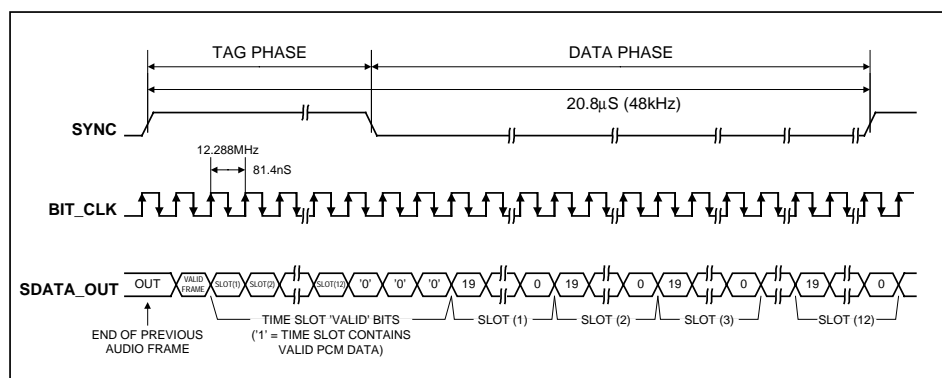 TAG PHASE DATA PHASE
20.8μS (48kHz)
SYNC
12.288MHz
81.4nS
BIT_CLK
SDATA_OUT OUT VALID FRAME SLOT(1) SLOT(2) SLOT(12) '0' '0' '0' 19 0 19 0 19 0 19 0
END OF PREVIOUS
AUDIO FRAME
TIME SLOT 'VALID' BITS
('1' = TIME SLOT CONTAINS
VALID PCM DATA)
SLOT (1) SLOT (2) SLOT (3) SLOT (12)